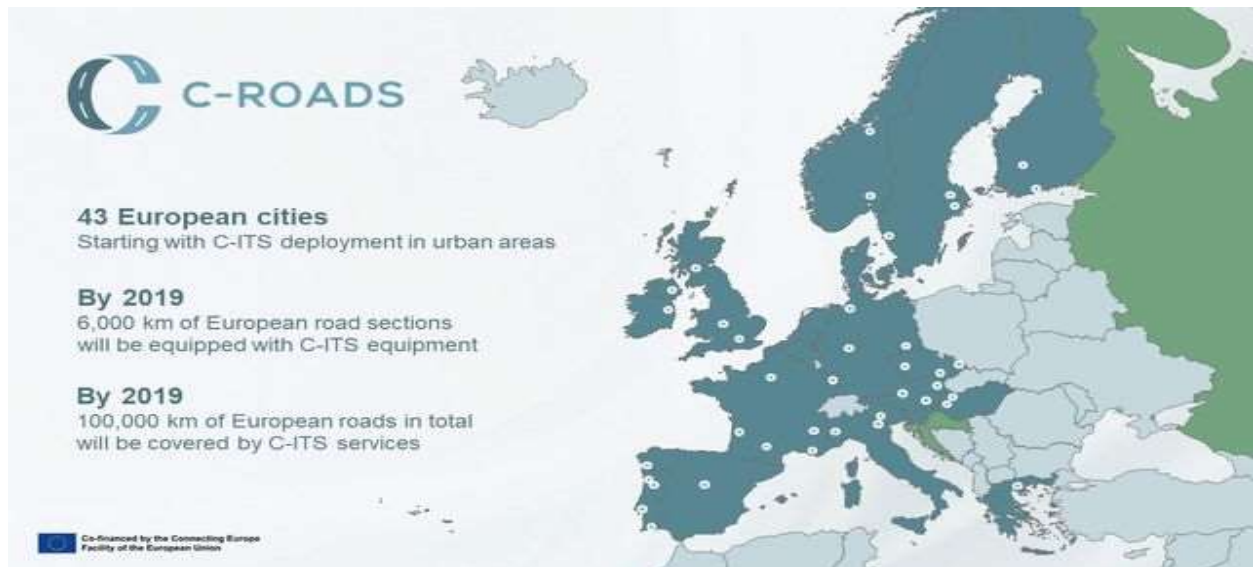 C-ROADS
43 European cities
Starting with C-ITS deployment in urban areas
By 2019
6,000 km of European road sections
will be equipped with C-ITS equipment
By 2019
100,000 km of European roads in total
will be covered by C-ITS services
Co-financed by the Connecting Europe
Facility of the European Union